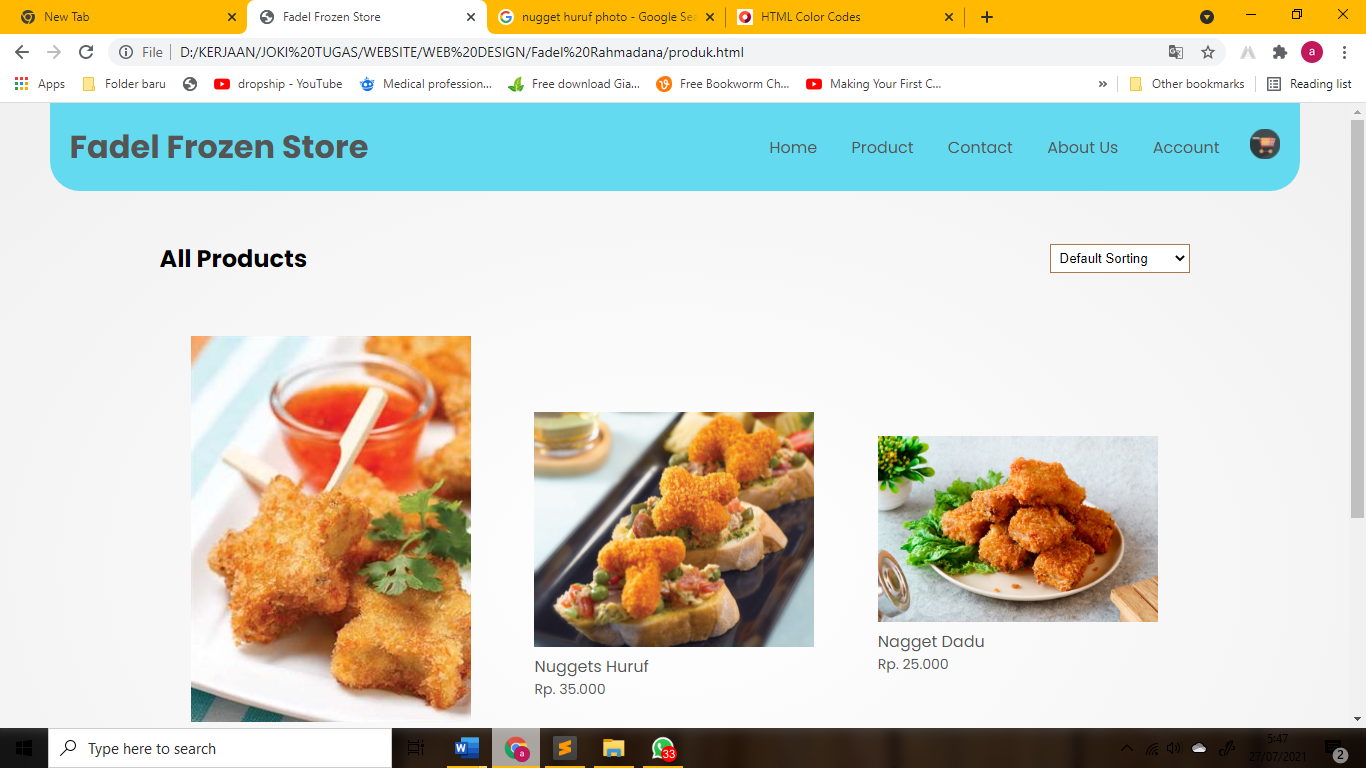 New Tab
Fadel Frozen Store
nugget huruf photo - Google Sea
HTML Color Codes
File
D:/KERJAAN/JOKI%20TUGAS/WEBSITE/WEB%20DESIGN/Fadel%20Rahmadana/produk.html
a
Apps
Folder baru
dropship - YouTube
Medical profession...
Free download Gia...
Free Bookworm Ch...
Making Your First C...
»
Other bookmarks
Reading list
Fadel Frozen Store
Home
Product
Contact
About Us
Account
All Products
Default Sorting
Nuggets Huruf
Rp. 35.000
Nagget Dadu
Rp. 25.000
Type here to search
33
5:47
27/07/2021
2